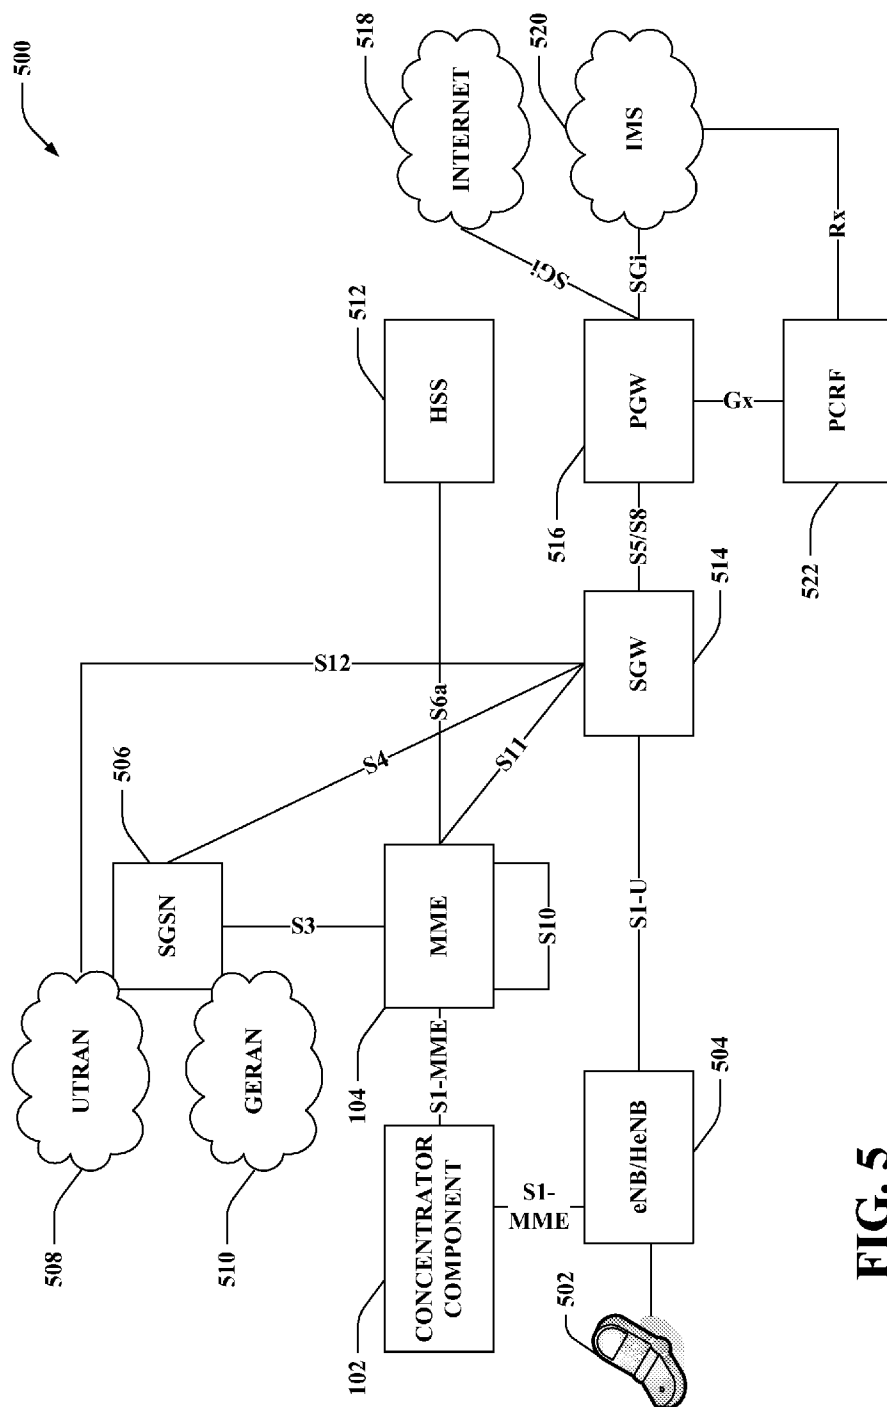 500
508
UTRAN
SGSN
506
510
GERAN
S12
S4
S3
104
MME
S10
S6a
S11
HSS
512
INTERNET
518
102
CONCENTRATOR
COMPONENT
S1-MME
S1-
MME
502
eNB/HeNB
504
S1-U
SGW
514
S5/S8
516
PGW
SGi
SGi
IMS
520
Gx
522
PCRF
Rx
FIG. 5